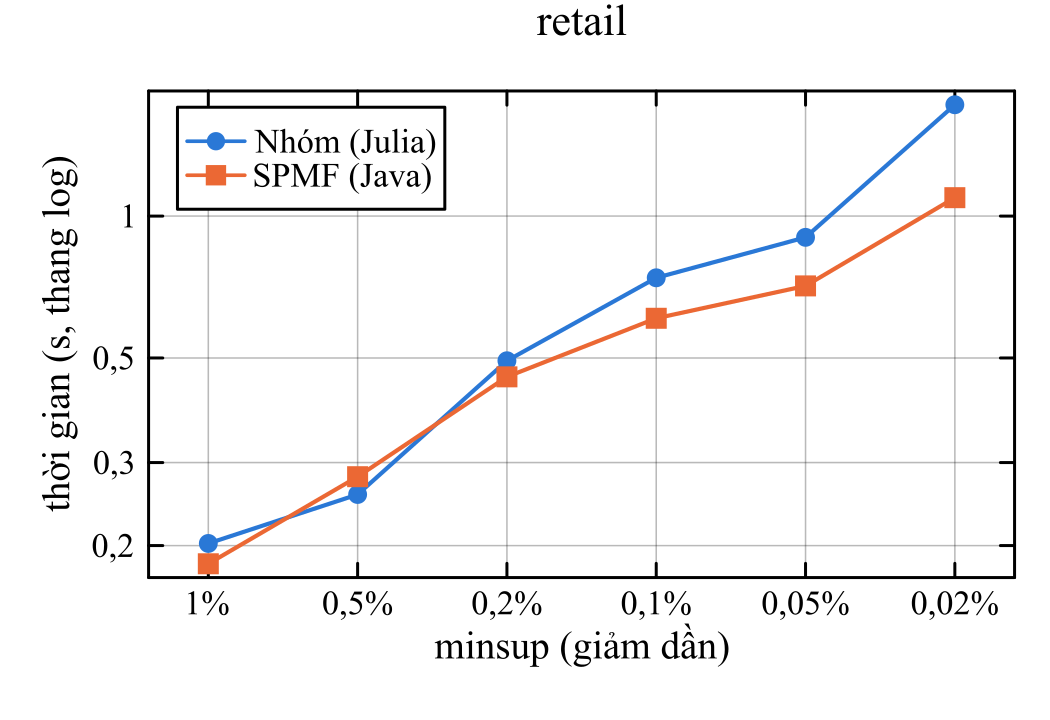 retail
Nhóm (Julia)
SPMF (Java)
thời gian (s, thang log)
1
0,5
0,3
0,2
1%
0,5%
0,2%
0,1%
0,05%
0,02%
minsup (giảm dần)